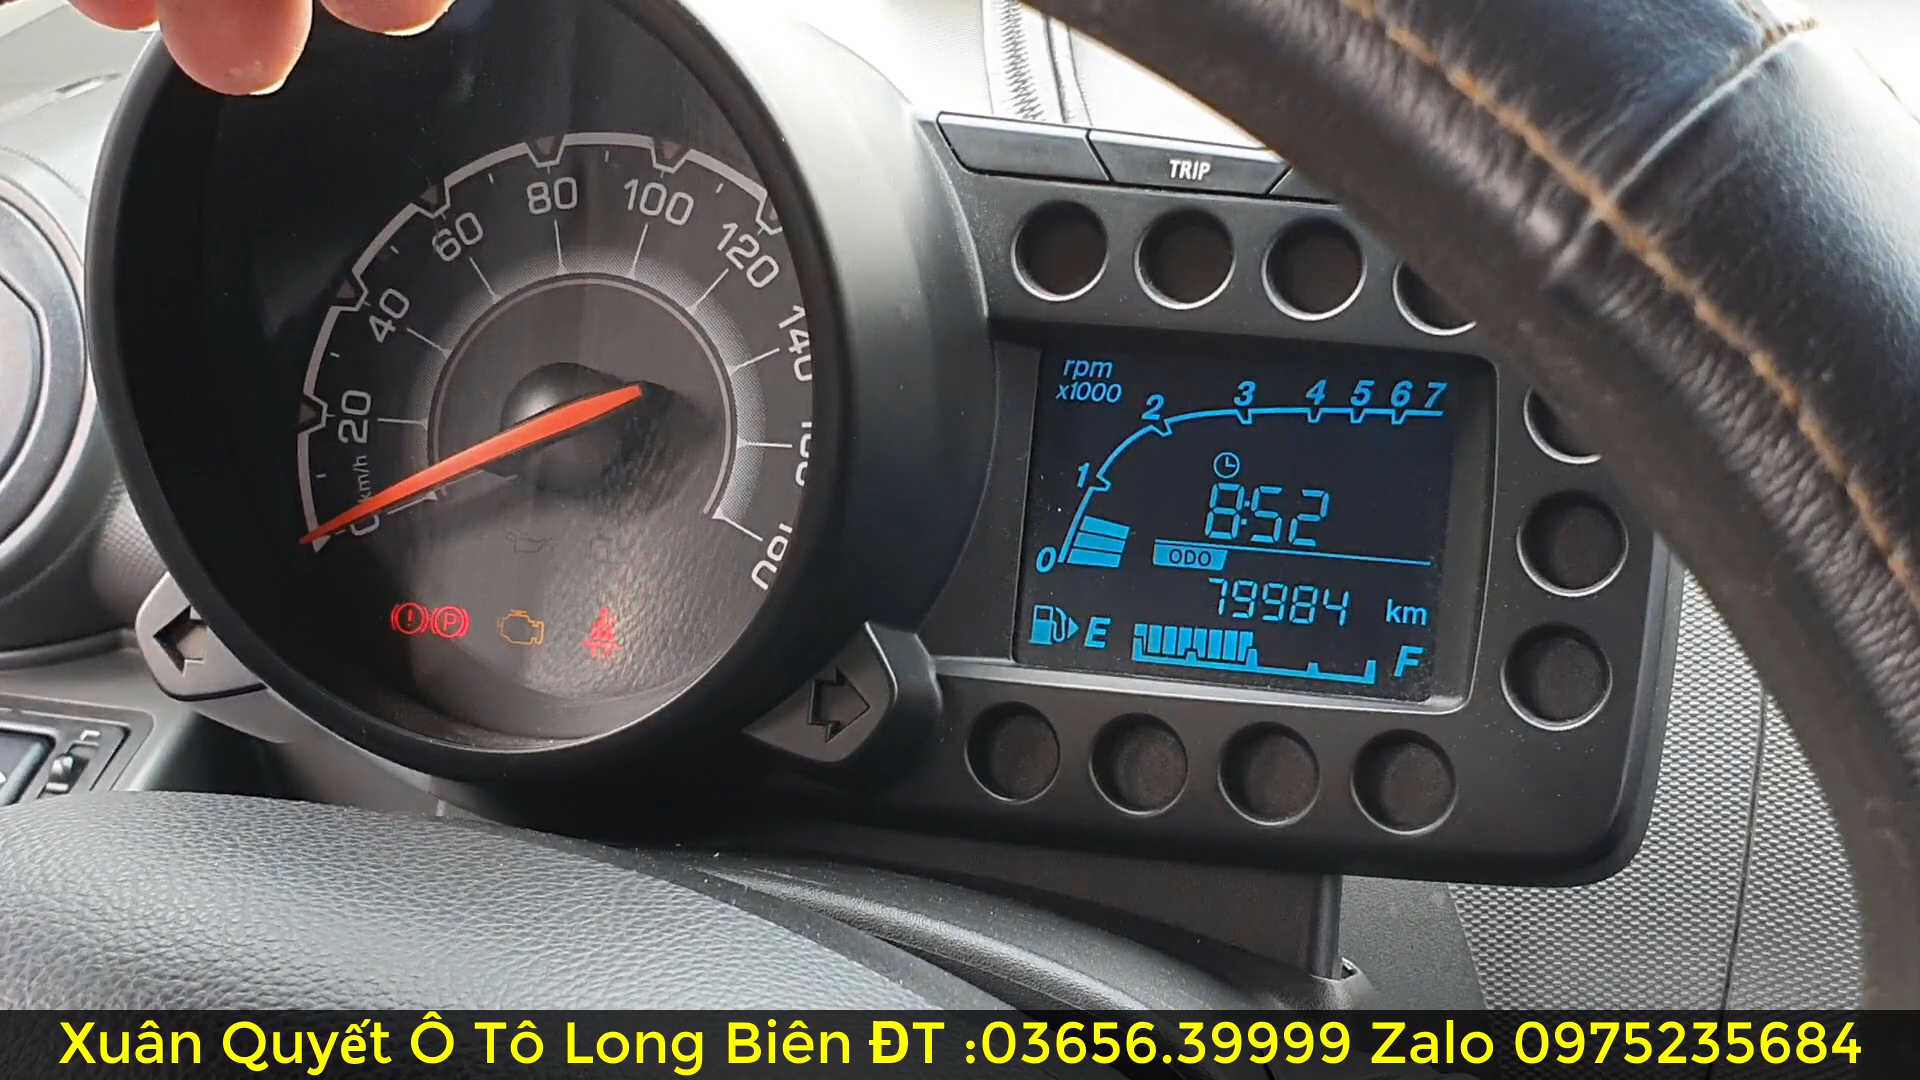 TRIP
80
100
60
120
40
140
20
km/h
0
180
rpm
x1000
0 1 2 3 4 5 6 7
8:52
ODO
79984 km
E F
P
Xuân Quyết Ô Tô Long Biên ĐT :03656.39999 Zalo 0975235684